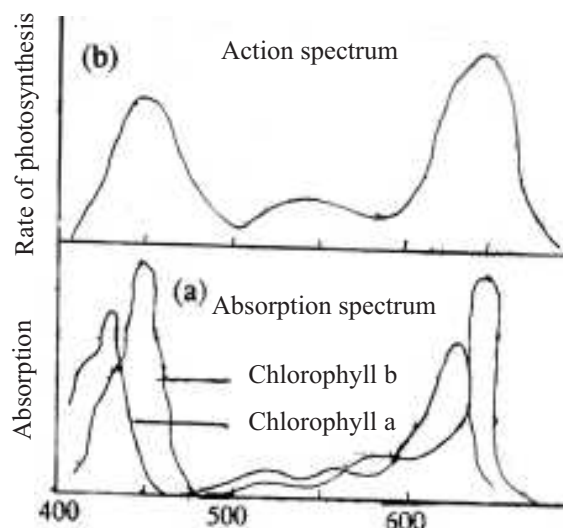 (b)
Action spectrum
Rate of photosynthesis
(a)
Absorption spectrum
Absorption
Chlorophyll b
Chlorophyll a
400 500 600